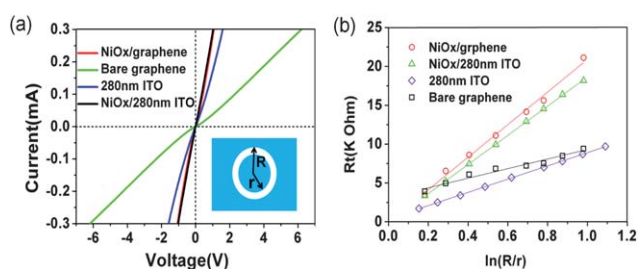 (a)
0.3
0.2
0.1
0.0
-0.1
-0.2
-0.3
Current(mA)
NiOx/graphene
Bare graphene
280nm ITO
NiOx/280nm ITO
R
r
-6 -4 -2 0 2 4 6
Voltage(V)
(b)
25
20
15
10
5
0
Rt(K Ohm)
NiOx/grphene
NiOx/280nm ITO
280nm ITO
Bare graphene
0.0 0.2 0.4 0.6 0.8 1.0 1.2
ln(R/r)